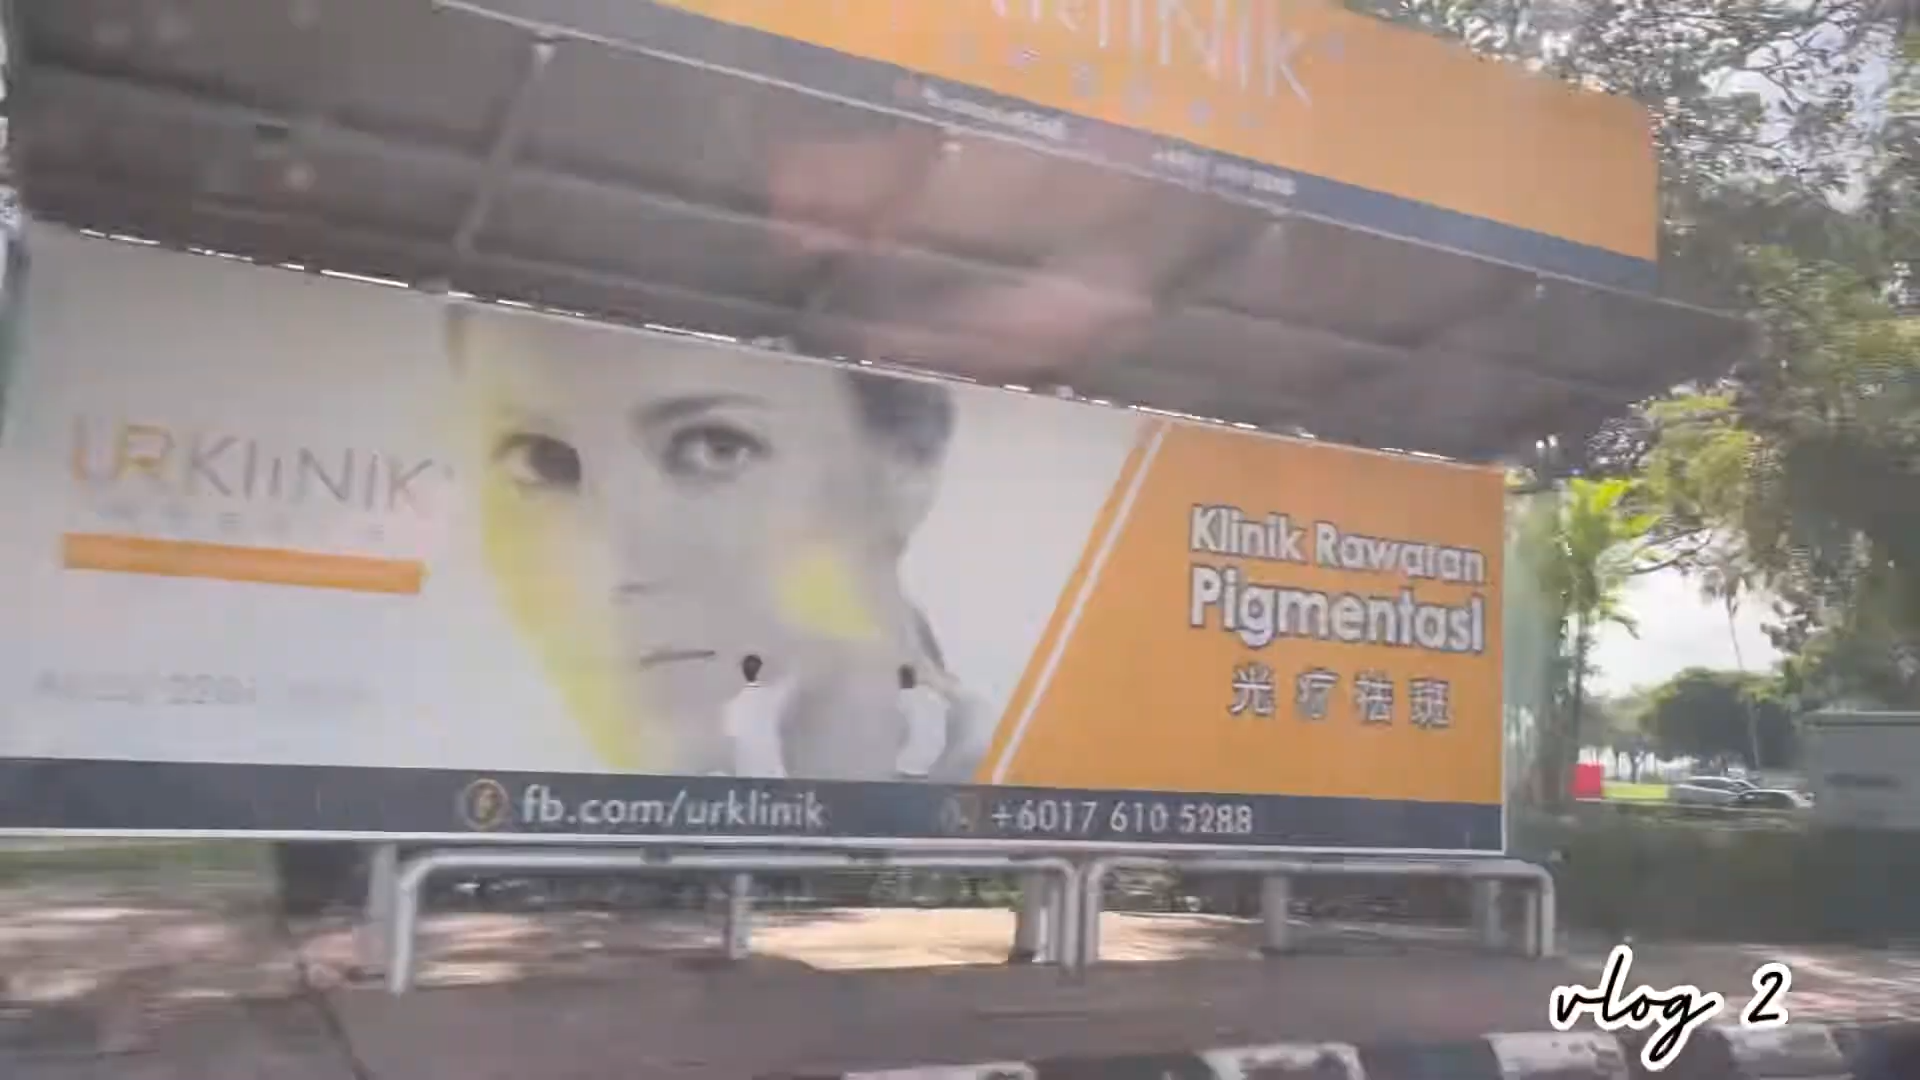 URKLiNIK
Klinik Rawatan
Pigmentasi
光疗祛斑
fb.com/urklinik
+6017 610 5288
vlog 2